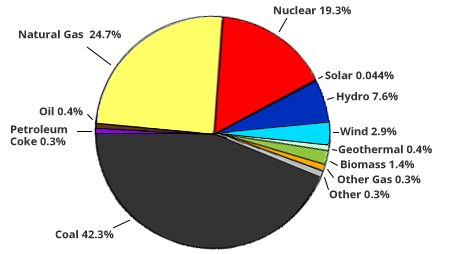 Nuclear 19.3%
Natural Gas 24.7%
Solar 0.044%
Hydro 7.6%
Oil 0.4%
Petroleum
Coke 0.3%
Wind 2.9%
Geothermal 0.4%
Biomass 1.4%
Other Gas 0.3%
Other 0.3%
Coal 42.3%